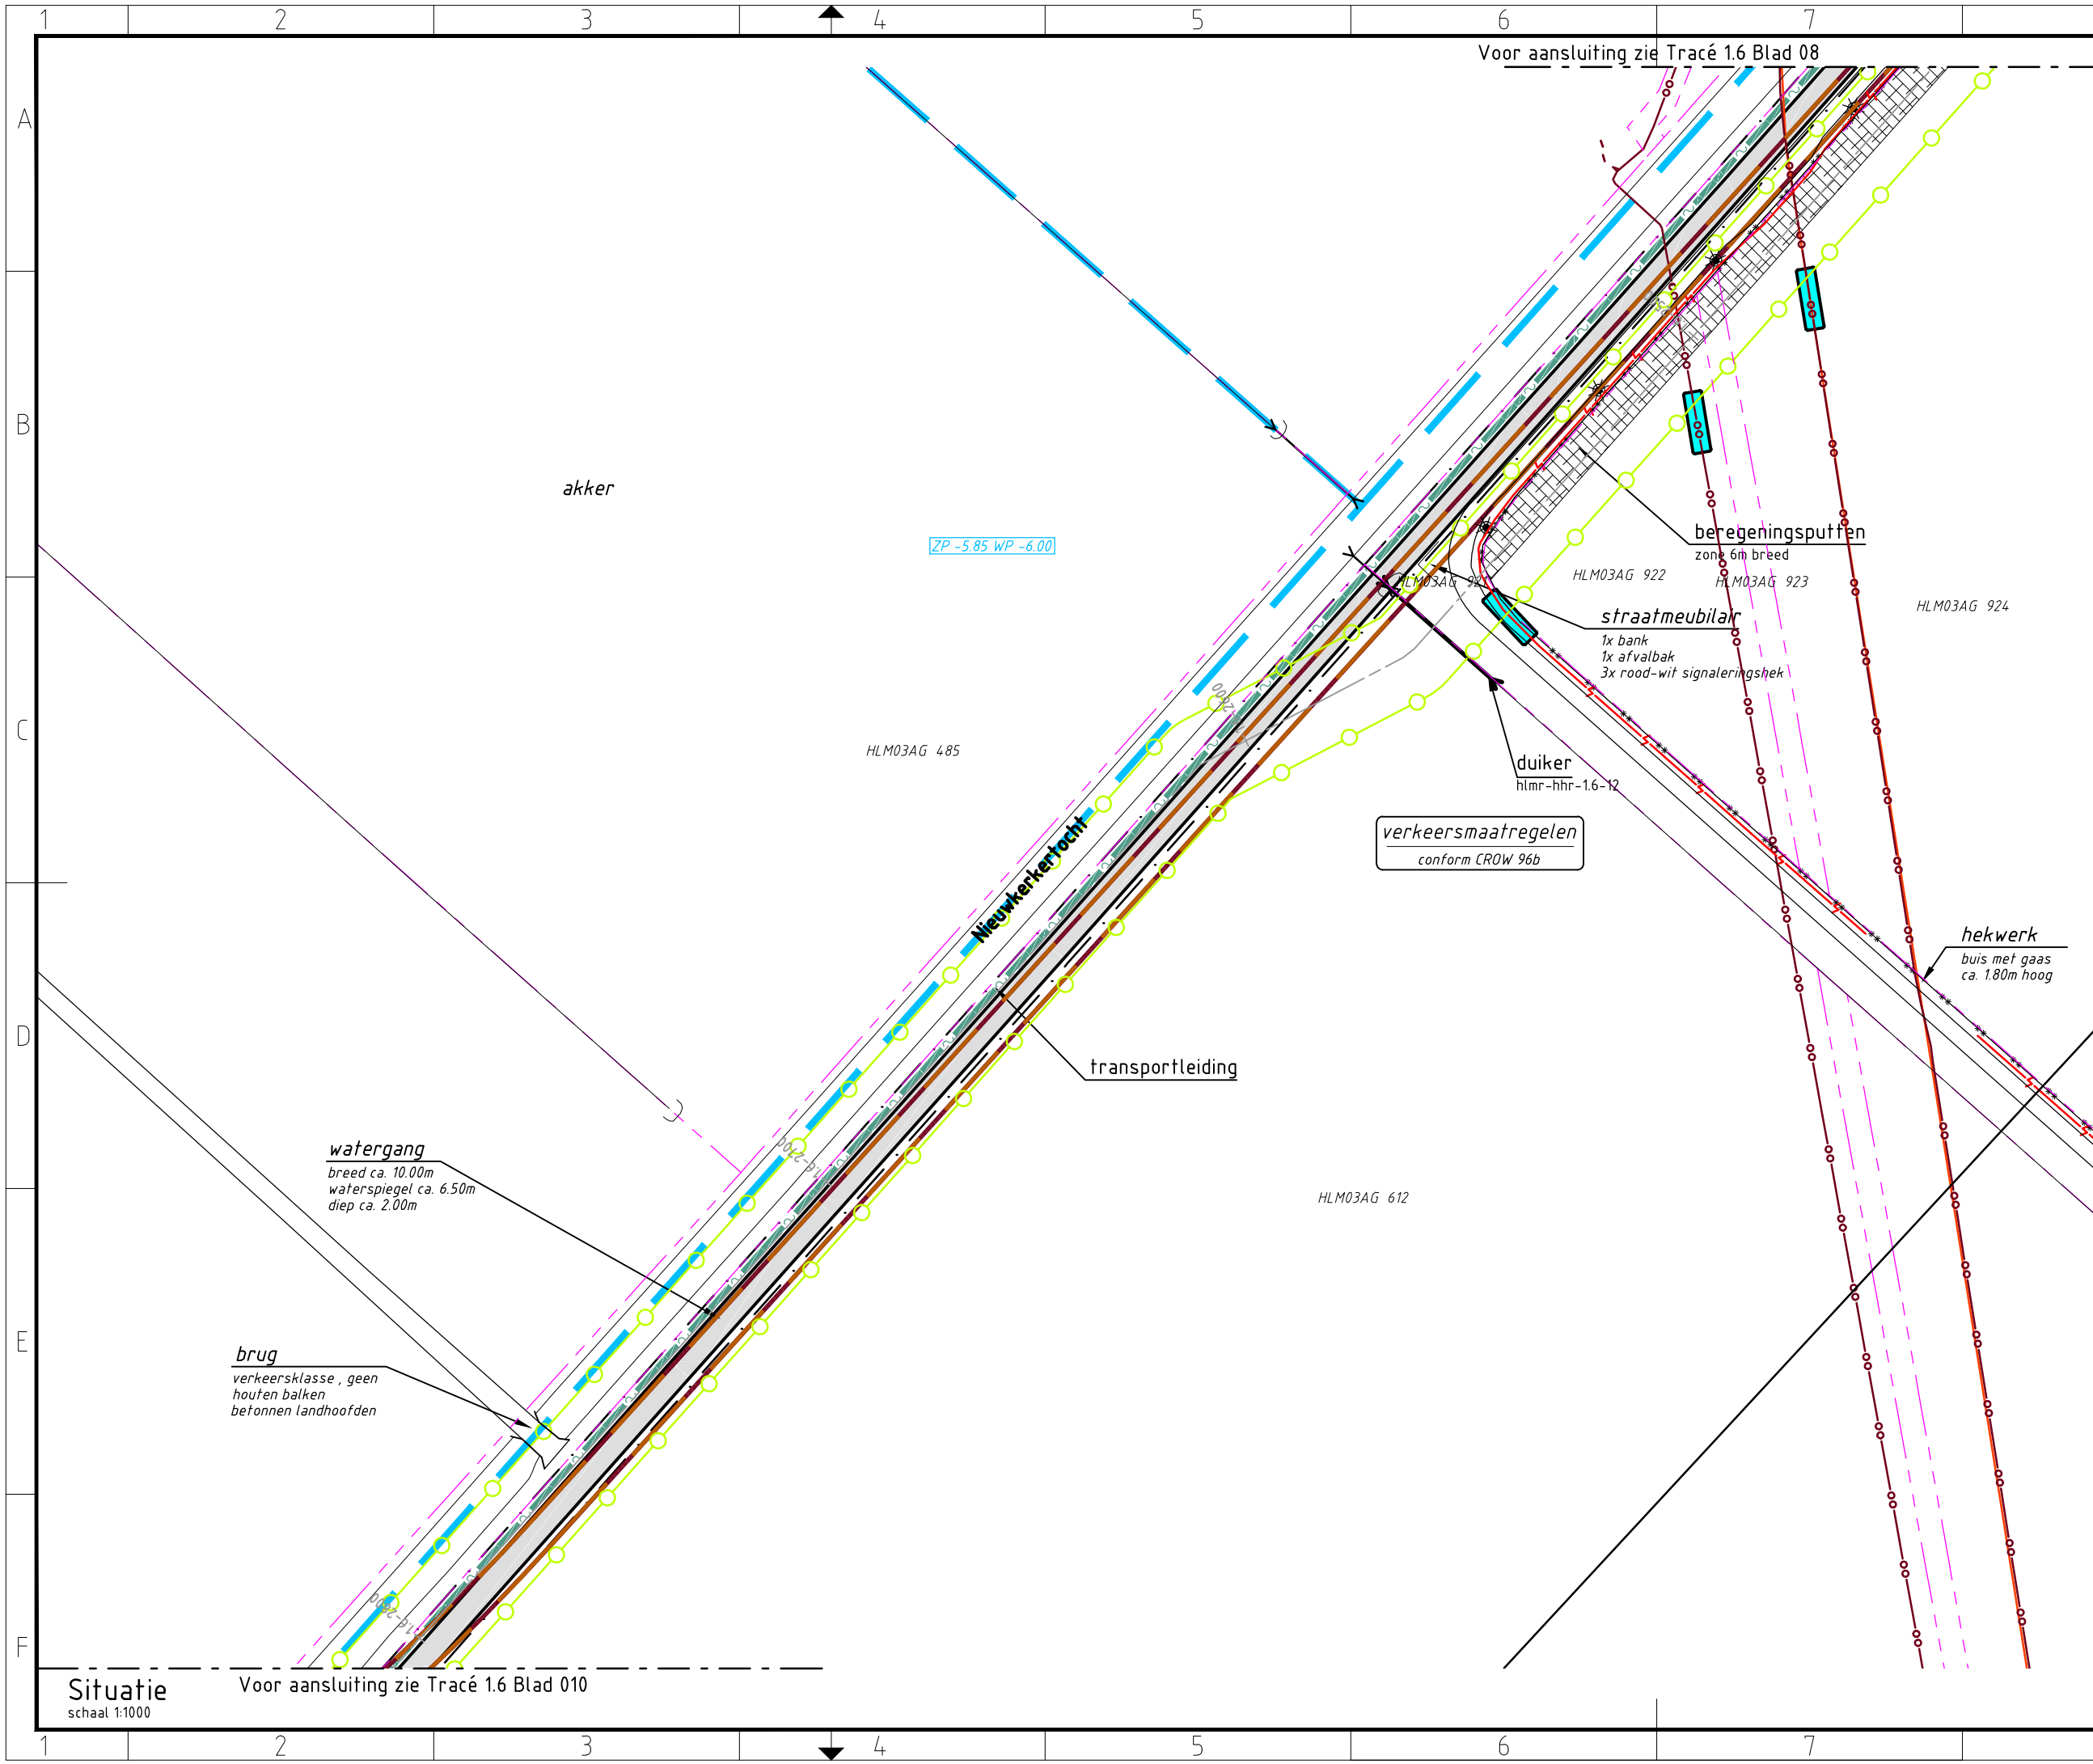 1 2 3 4 5 6 7
Voor aansluiting zie Tracé 1.6 Blad 08
A
B
akker
ZP -5.85 WP -6.00
beregeningsputten
zone 6m breed
HLM03AG 922
HLM03AG 923
HLM03AG 924
straatmeubilair
1x bank
1x afvalbak
3x rood-wit signaleringshek
C
HLM03AG 485
duiker
hlmr-hhr-1.6-12
verkeersmaatregelen
conform CROW 96b
Nieuwkerkertocht
hekwerk
buis met gaas
ca. 1.80m hoog
D
transportleiding
watergang
breed ca. 10.00m
waterspiegel ca. 6.50m
diep ca. 2.00m
1.6-2700
HLM03AG 612
E
brug
verkeersklasse , geen
houten balken
betonnen landhoofden
F
Situatie
schaal 1:1000
Voor aansluiting zie Tracé 1.6 Blad 010
1 2 3 4 5 6 7